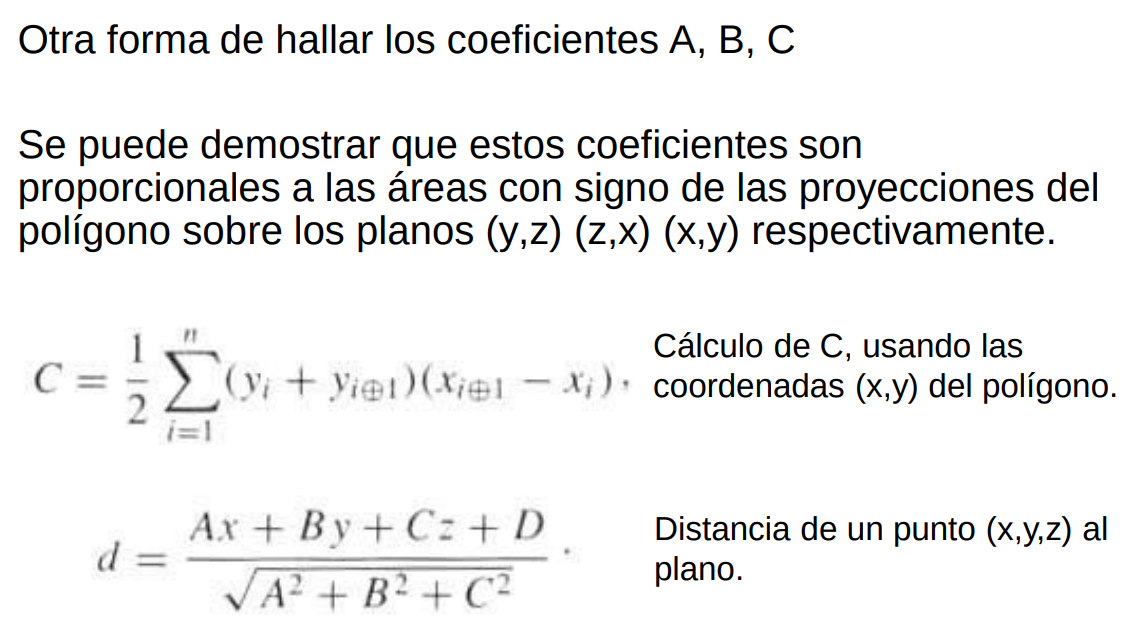 Otra forma de hallar los coeficientes A, B, C
Se puede demostrar que estos coeficientes son
proporcionales a las áreas con signo de las proyecciones del
polígono sobre los planos (y,z) (z,x) (x,y) respectivamente.
C = \frac{1}{2} \sum_{i=1}^{n} (y_i + y_{i⊕1})(x_{i⊕1} − x_i),
Cálculo de C, usando las
coordenadas (x,y) del polígono.
d = \frac{Ax + By + Cz + D}{\sqrt{A^2 + B^2 + C^2}}.
Distancia de un punto (x,y,z) al
plano.